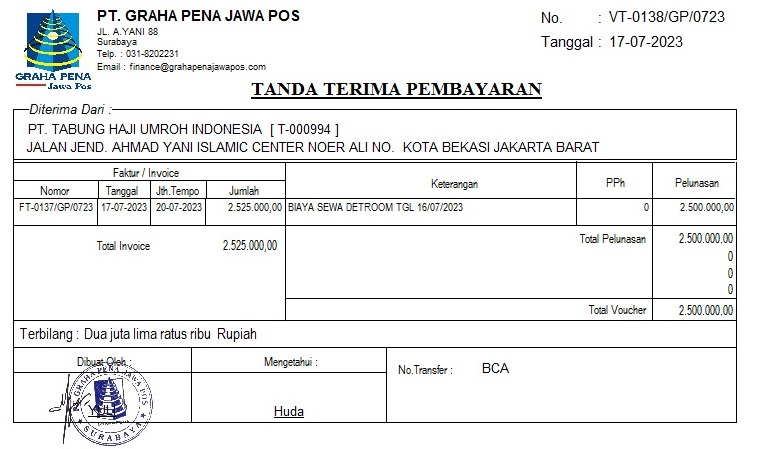 PT. GRAHA PENA JAWA POS
JL. A.YANI 88
Surabaya
Telp. : 031-8202231
Email : finance@grahapenajawapos.com
GRAHA PENA
Jawa Pos
No. : VT-0138/GP/0723
Tanggal : 17-07-2023
TANDA TERIMA PEMBAYARAN
Diterima Dari :
PT. TABUNG HAJI UMROH INDONESIA [ T-000994 ]
JALAN JEND. AHMAD YANI ISLAMIC CENTER NOER ALI NO. KOTA BEKASI JAKARTA BARAT
Faktur / Invoice Keterangan PPh Pelunasan
Nomor Tanggal Jth.Tempo Jumlah
FT-0137/GP/0723 17-07-2023 20-07-2023 2.525.000,00 BIAYA SEWA DETROOM TGL 16/07/2023 0 2.500.000,00
Total Invoice 2.525.000,00 Total Pelunasan 2.500.000,00
0
0
0
Total Voucher 2.500.000,00
Terbilang : Dua juta lima ratus ribu Rupiah
Dibuat Oleh : Mengetahui : No.Transfer : BCA
PT. GRAHA PENA JAWA POS
SURABAYA
Huda